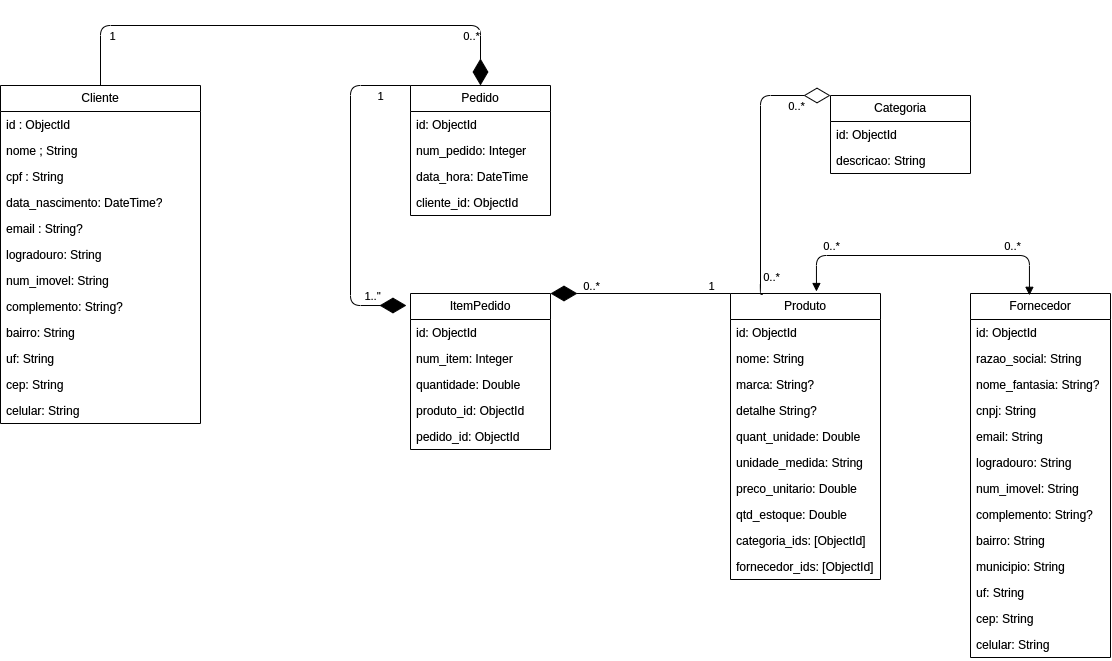 1
0..*
Cliente
id : ObjectId
nome ; String
cpf : String
data_nascimento: DateTime?
email : String?
logradouro: String
num_imovel: String
complemento: String?
bairro: String
uf: String
cep: String
celular: String
1
Pedido
id: ObjectId
num_pedido: Integer
data_hora: DateTime
cliente_id: ObjectId
0..*
Categoria
id: ObjectId
descricao: String
1.."
ItemPedido
id: ObjectId
num_item: Integer
quantidade: Double
produto_id: ObjectId
pedido_id: ObjectId
0..*
1
0..*
Produto
id: ObjectId
nome: String
marca: String?
detalhe String?
quant_unidade: Double
unidade_medida: String
preco_unitario: Double
qtd_estoque: Double
categoria_ids: [ObjectId]
fornecedor_ids: [ObjectId]
0..*
0..*
Fornecedor
id: ObjectId
razao_social: String
nome_fantasia: String?
cnpj: String
email: String
logradouro: String
num_imovel: String
complemento: String?
bairro: String
municipio: String
uf: String
cep: String
celular: String